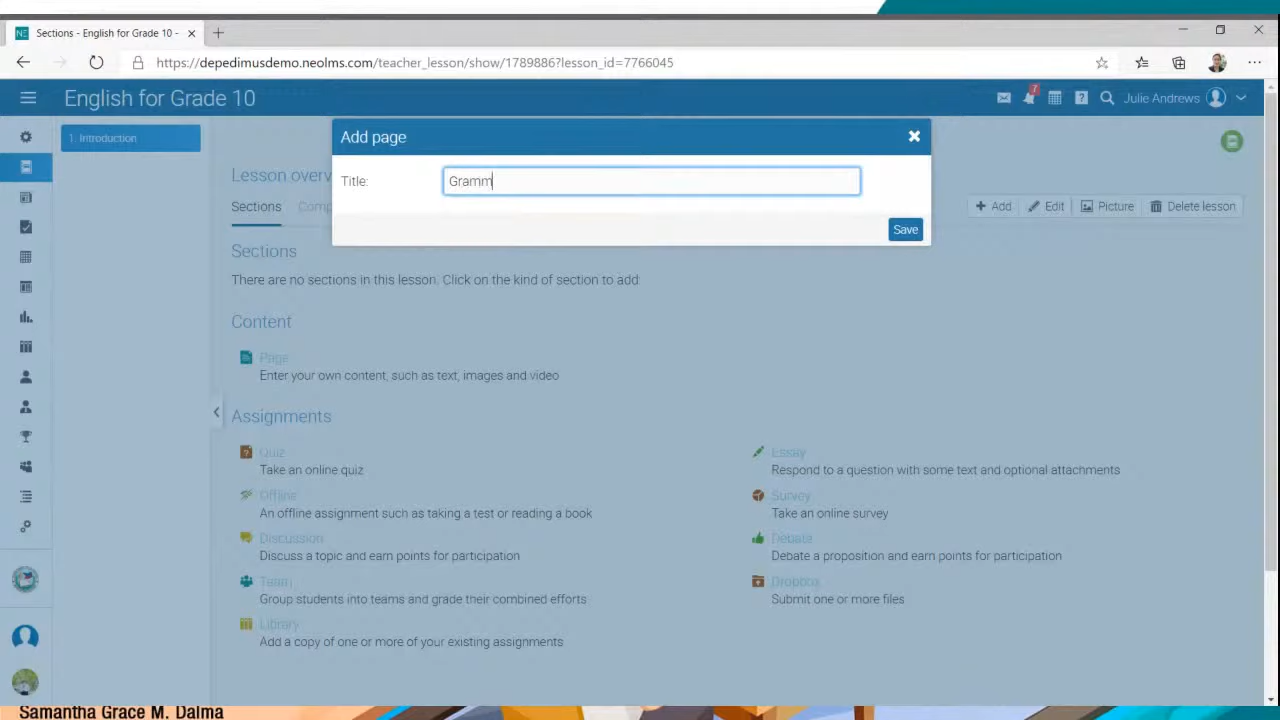 Sections - English for Grade 10 -
https://depedimusdemo.neolms.com/teacher_lesson/show/1789886?lesson_id=7766045
English for Grade 10
Julie Andrews
1. Introduction
Add page
Title:
Gramm
Save
Lesson overv
Sections
Comp
Add
Edit
Picture
Delete lesson
Sections
There are no sections in this lesson. Click on the kind of section to add:
Content
Page
Enter your own content, such as text, images and video
Assignments
Quiz
Take an online quiz
Essay
Respond to a question with some text and optional attachments
Offline
An offline assignment such as taking a test or reading a book
Survey
Take an online survey
Discussion
Discuss a topic and earn points for participation
Debate
Debate a proposition and earn points for participation
Team
Group students into teams and grade their combined efforts
Dropbox
Submit one or more files
Library
Add a copy of one or more of your existing assignments
Samantha Grace M. Dalma